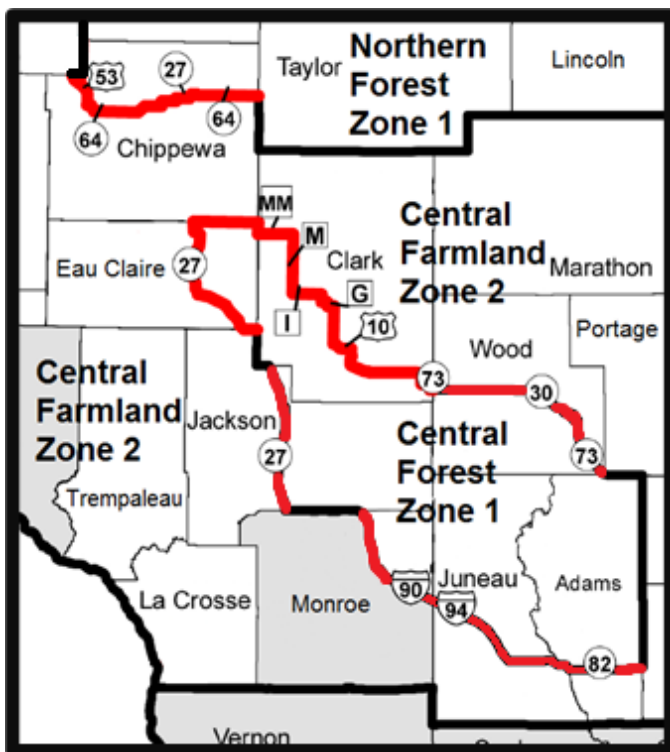 Northern
Forest
Zone 1
Taylor
Lincoln
53
27
64
64
Chippewa
MM
M
Central
Farmland
Zone 2
Clark
Marathon
Eau Claire
27
G
I
10
Portage
Wood
Central
Farmland
Zone 2
73
30
Jackson
Central
Forest
Zone 1
27
73
Trempaleau
La Crosse
Monroe
90
94
Juneau
Adams
82
Vernon